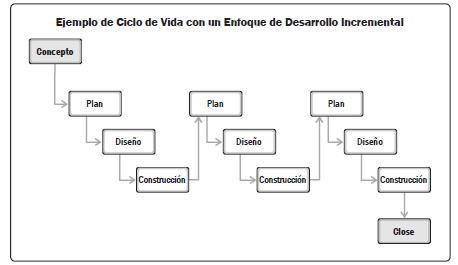 Ejemplo de Ciclo de Vida con un Enfoque de Desarrollo Incremental
Concepto
Plan
Diseño
Construcción
Plan
Diseño
Construcción
Plan
Diseño
Construcción
Close